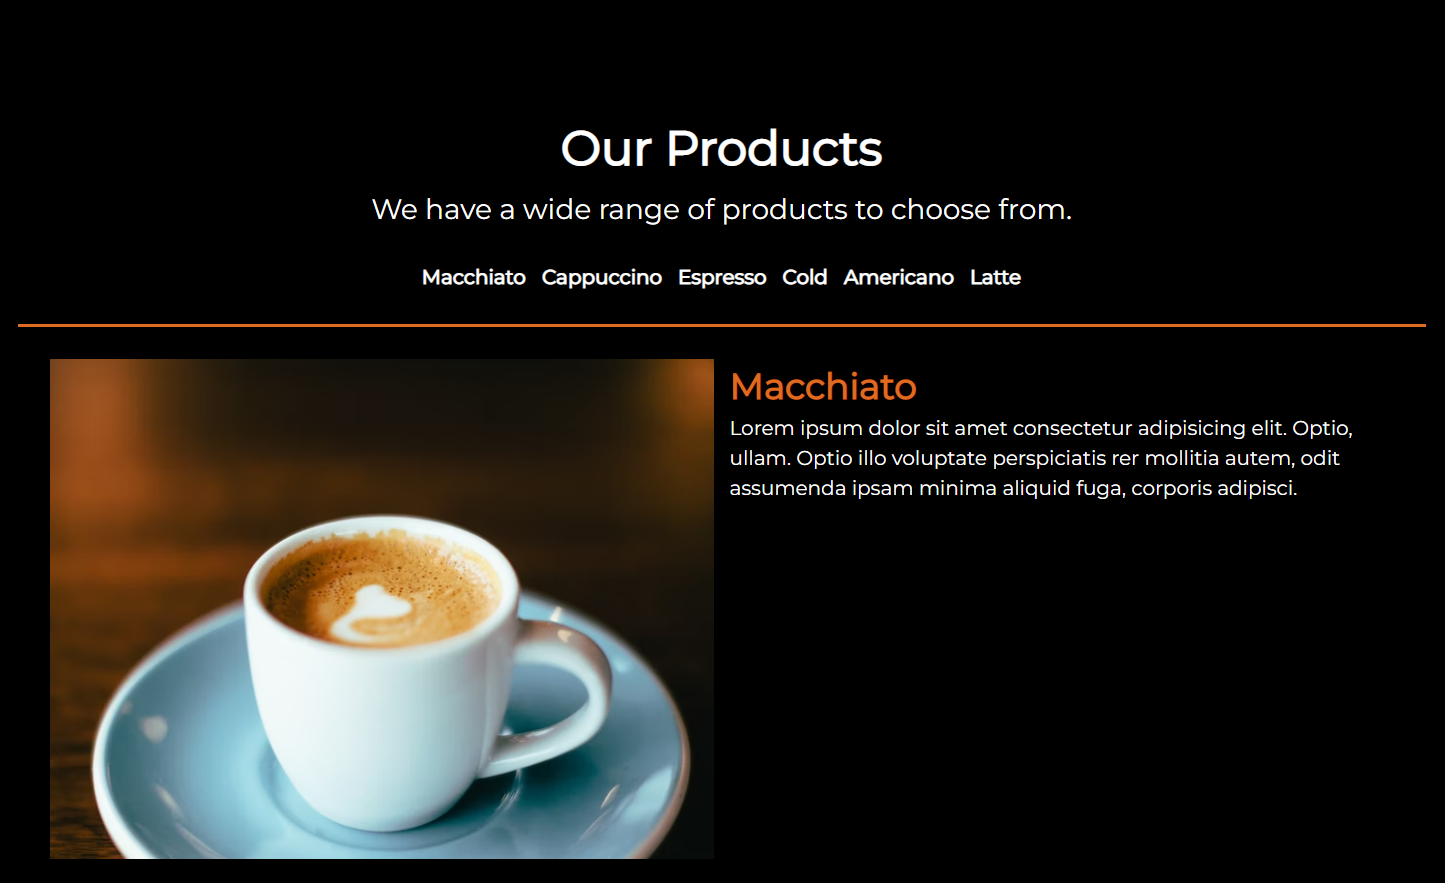 Our Products
We have a wide range of products to choose from.
Macchiato Cappuccino Espresso Cold Americano Latte
Macchiato
Lorem ipsum dolor sit amet consectetur adipisicing elit. Optio,
ullam. Optio illo voluptate perspiciatis rer mollitia autem, odit
assumenda ipsam minima aliquid fuga, corporis adipisci.